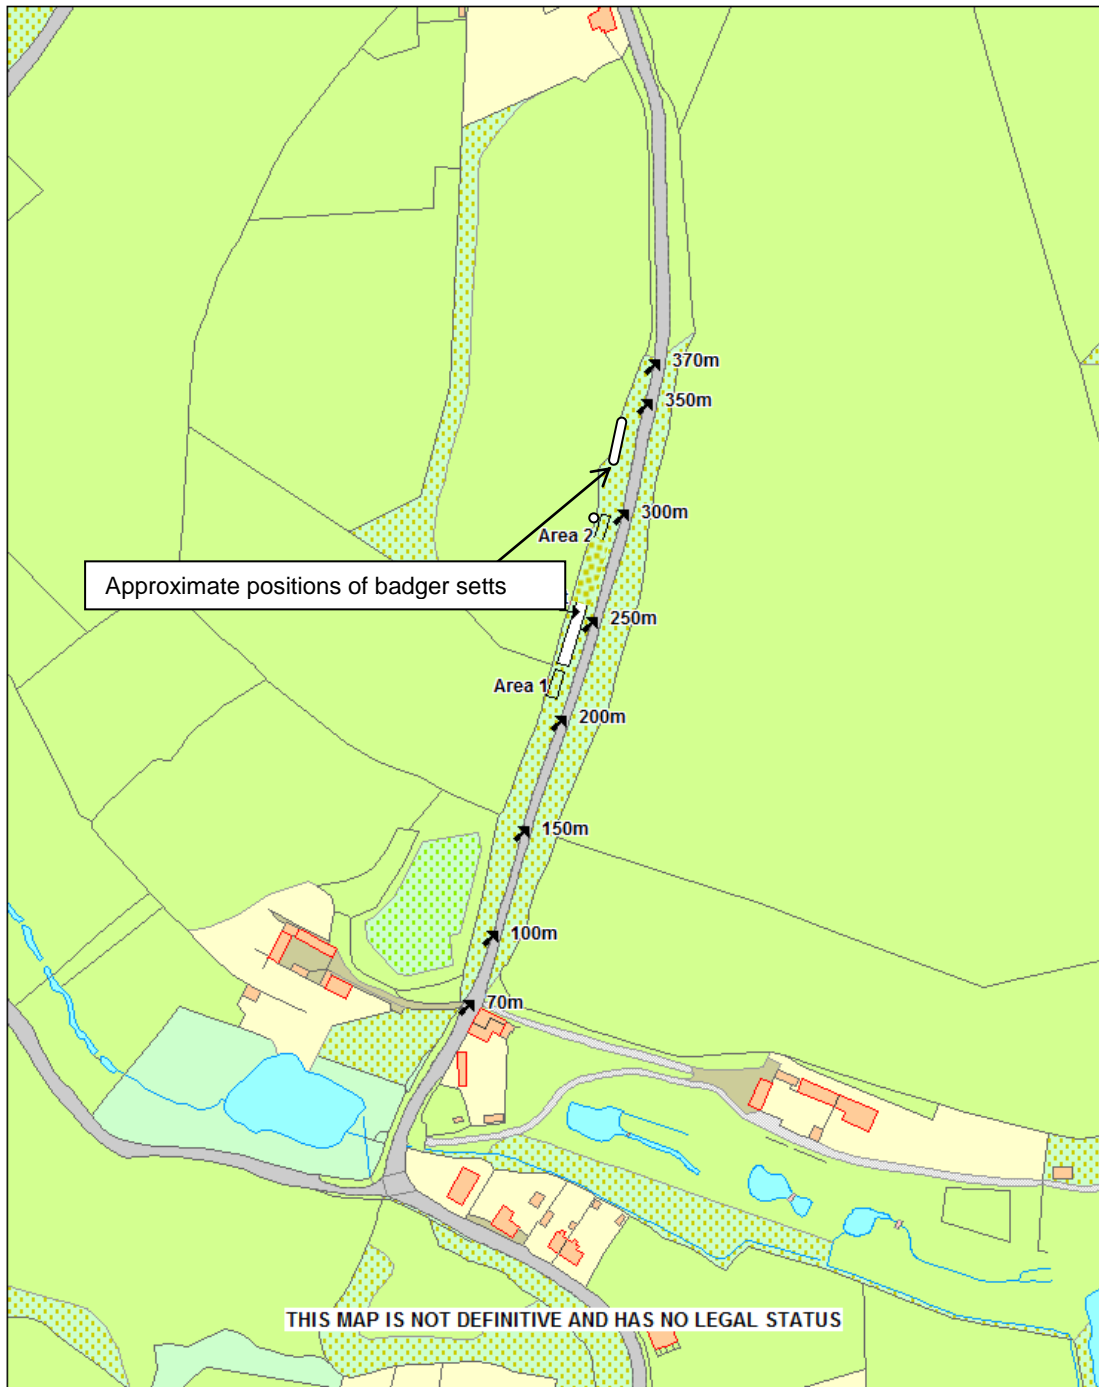 370m
350m
300m
Area 2
Approximate positions of badger setts
250m
Area 1
200m
150m
100m
70m
THIS MAP IS NOT DEFINITIVE AND HAS NO LEGAL STATUS